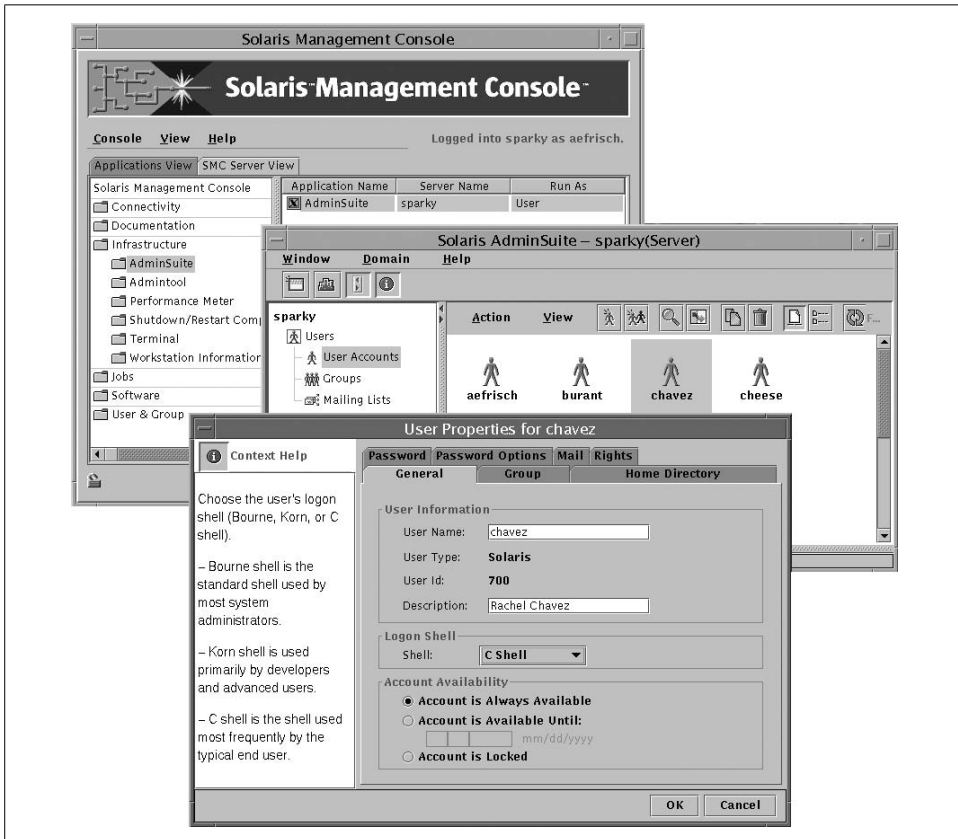 Solaris Management Console
Solaris™Management Console™
Console View Help
Logged into sparky as aefrisch.
Applications View SMC Server View
Solaris Management Console
Connectivity
Documentation
Infrastructure
AdminSuite
Admintool
Performance Meter
Shutdown/Restart Comp
Terminal
Workstation Information
Jobs
Software
User & Group
Application Name Server Name Run As
AdminSuite sparky User
Solaris AdminSuite – sparky(Server)
Window Domain Help
sparky
Users
User Accounts
Groups
Mailing Lists
Action View F...
aefrisch burant chavez cheese
User Properties for chavez
Context Help
Choose the user's logon
shell (Bourne, Korn, or C
shell).
– Bourne shell is the
standard shell used by
most system
administrators.
– Korn shell is used
primarily by developers
and advanced users.
– C shell is the shell used
most frequently by the
typical end user.
Password Password Options Mail Rights
General Group Home Directory
User Information
User Name: chavez
User Type: Solaris
User Id: 700
Description: Rachel Chavez
Logon Shell
Shell: C Shell
Account Availability
Account is Always Available
Account is Available Until:
mm/dd/yyyy
Account is Locked
OK Cancel